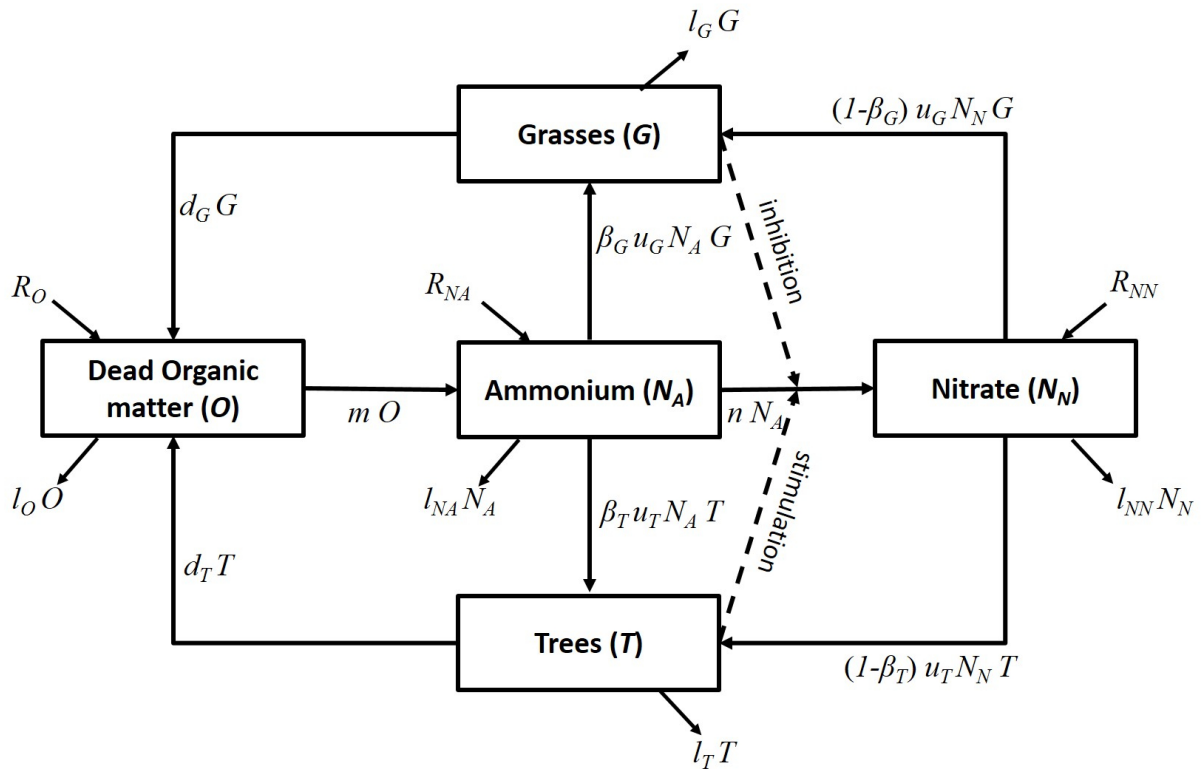 l_G G
(1-β_G) u_G N_N G
Grasses (G)
d_G G
inhibition
β_G u_G N_A G
R_O
R_NA
R_NN
Dead Organic
matter (O)
m O
Ammonium (N_A)
n N_A
Nitrate (N_N)
l_O O
l_NA N_A
l_NN N_N
β_T u_T N_A T
stimulation
d_T T
Trees (T)
(1-β_T) u_T N_N T
l_T T